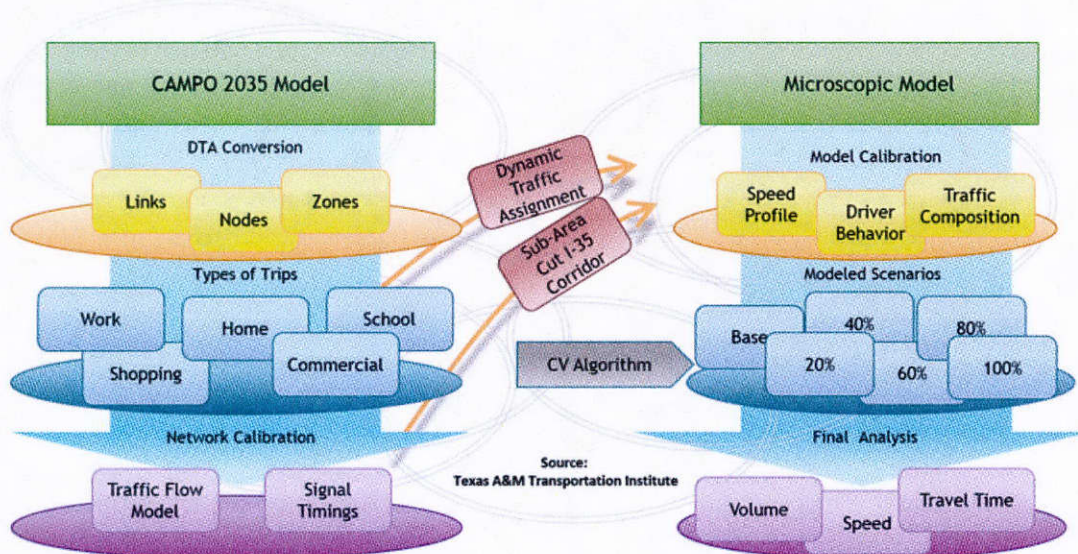 CAMPO 2035 Model
DTA Conversion
Links
Nodes
Zones
Types of Trips
Work
Home
School
Shopping
Commercial
Network Calibration
Traffic Flow
Model
Signal
Timings
Dynamic
Traffic
Assignment
Sub-Area
Cut I-35
Corridor
CV Algorithm
Source:
Texas A&M Transportation Institute
Microscopic Model
Model Calibration
Speed
Profile
Driver
Behavior
Traffic
Composition
Modeled Scenarios
Base
40%
80%
20%
60%
100%
Final Analysis
Volume
Speed
Travel Time